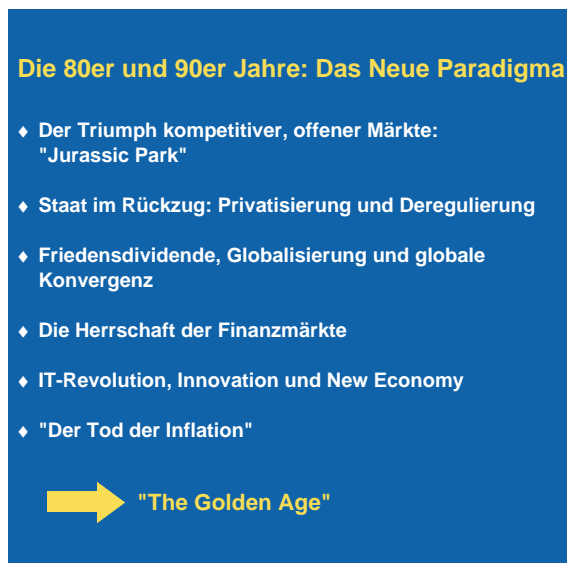 Die 80er und 90er Jahre: Das Neue Paradigma
♦ Der Triumph kompetitiver, offener Märkte:
"Jurassic Park"
♦ Staat im Rückzug: Privatisierung und Deregulierung
♦ Friedensdividende, Globalisierung und globale
Konvergenz
♦ Die Herrschaft der Finanzmärkte
♦ IT-Revolution, Innovation und New Economy
♦ "Der Tod der Inflation"
"The Golden Age"